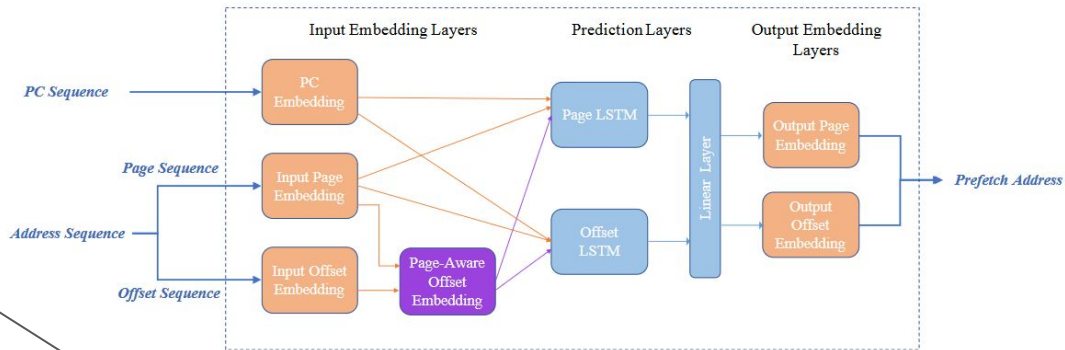 Input Embedding Layers
Prediction Layers
Output Embedding
Layers
PC Sequence
PC
Embedding
Page LSTM
Page Sequence
Input Page
Embedding
Address Sequence
Offset Sequence
Input Offset
Embedding
Page-Aware
Offset
Embedding
Offset
LSTM
Linear Layer
Output Page
Embedding
Output
Offset
Embedding
Prefetch Address